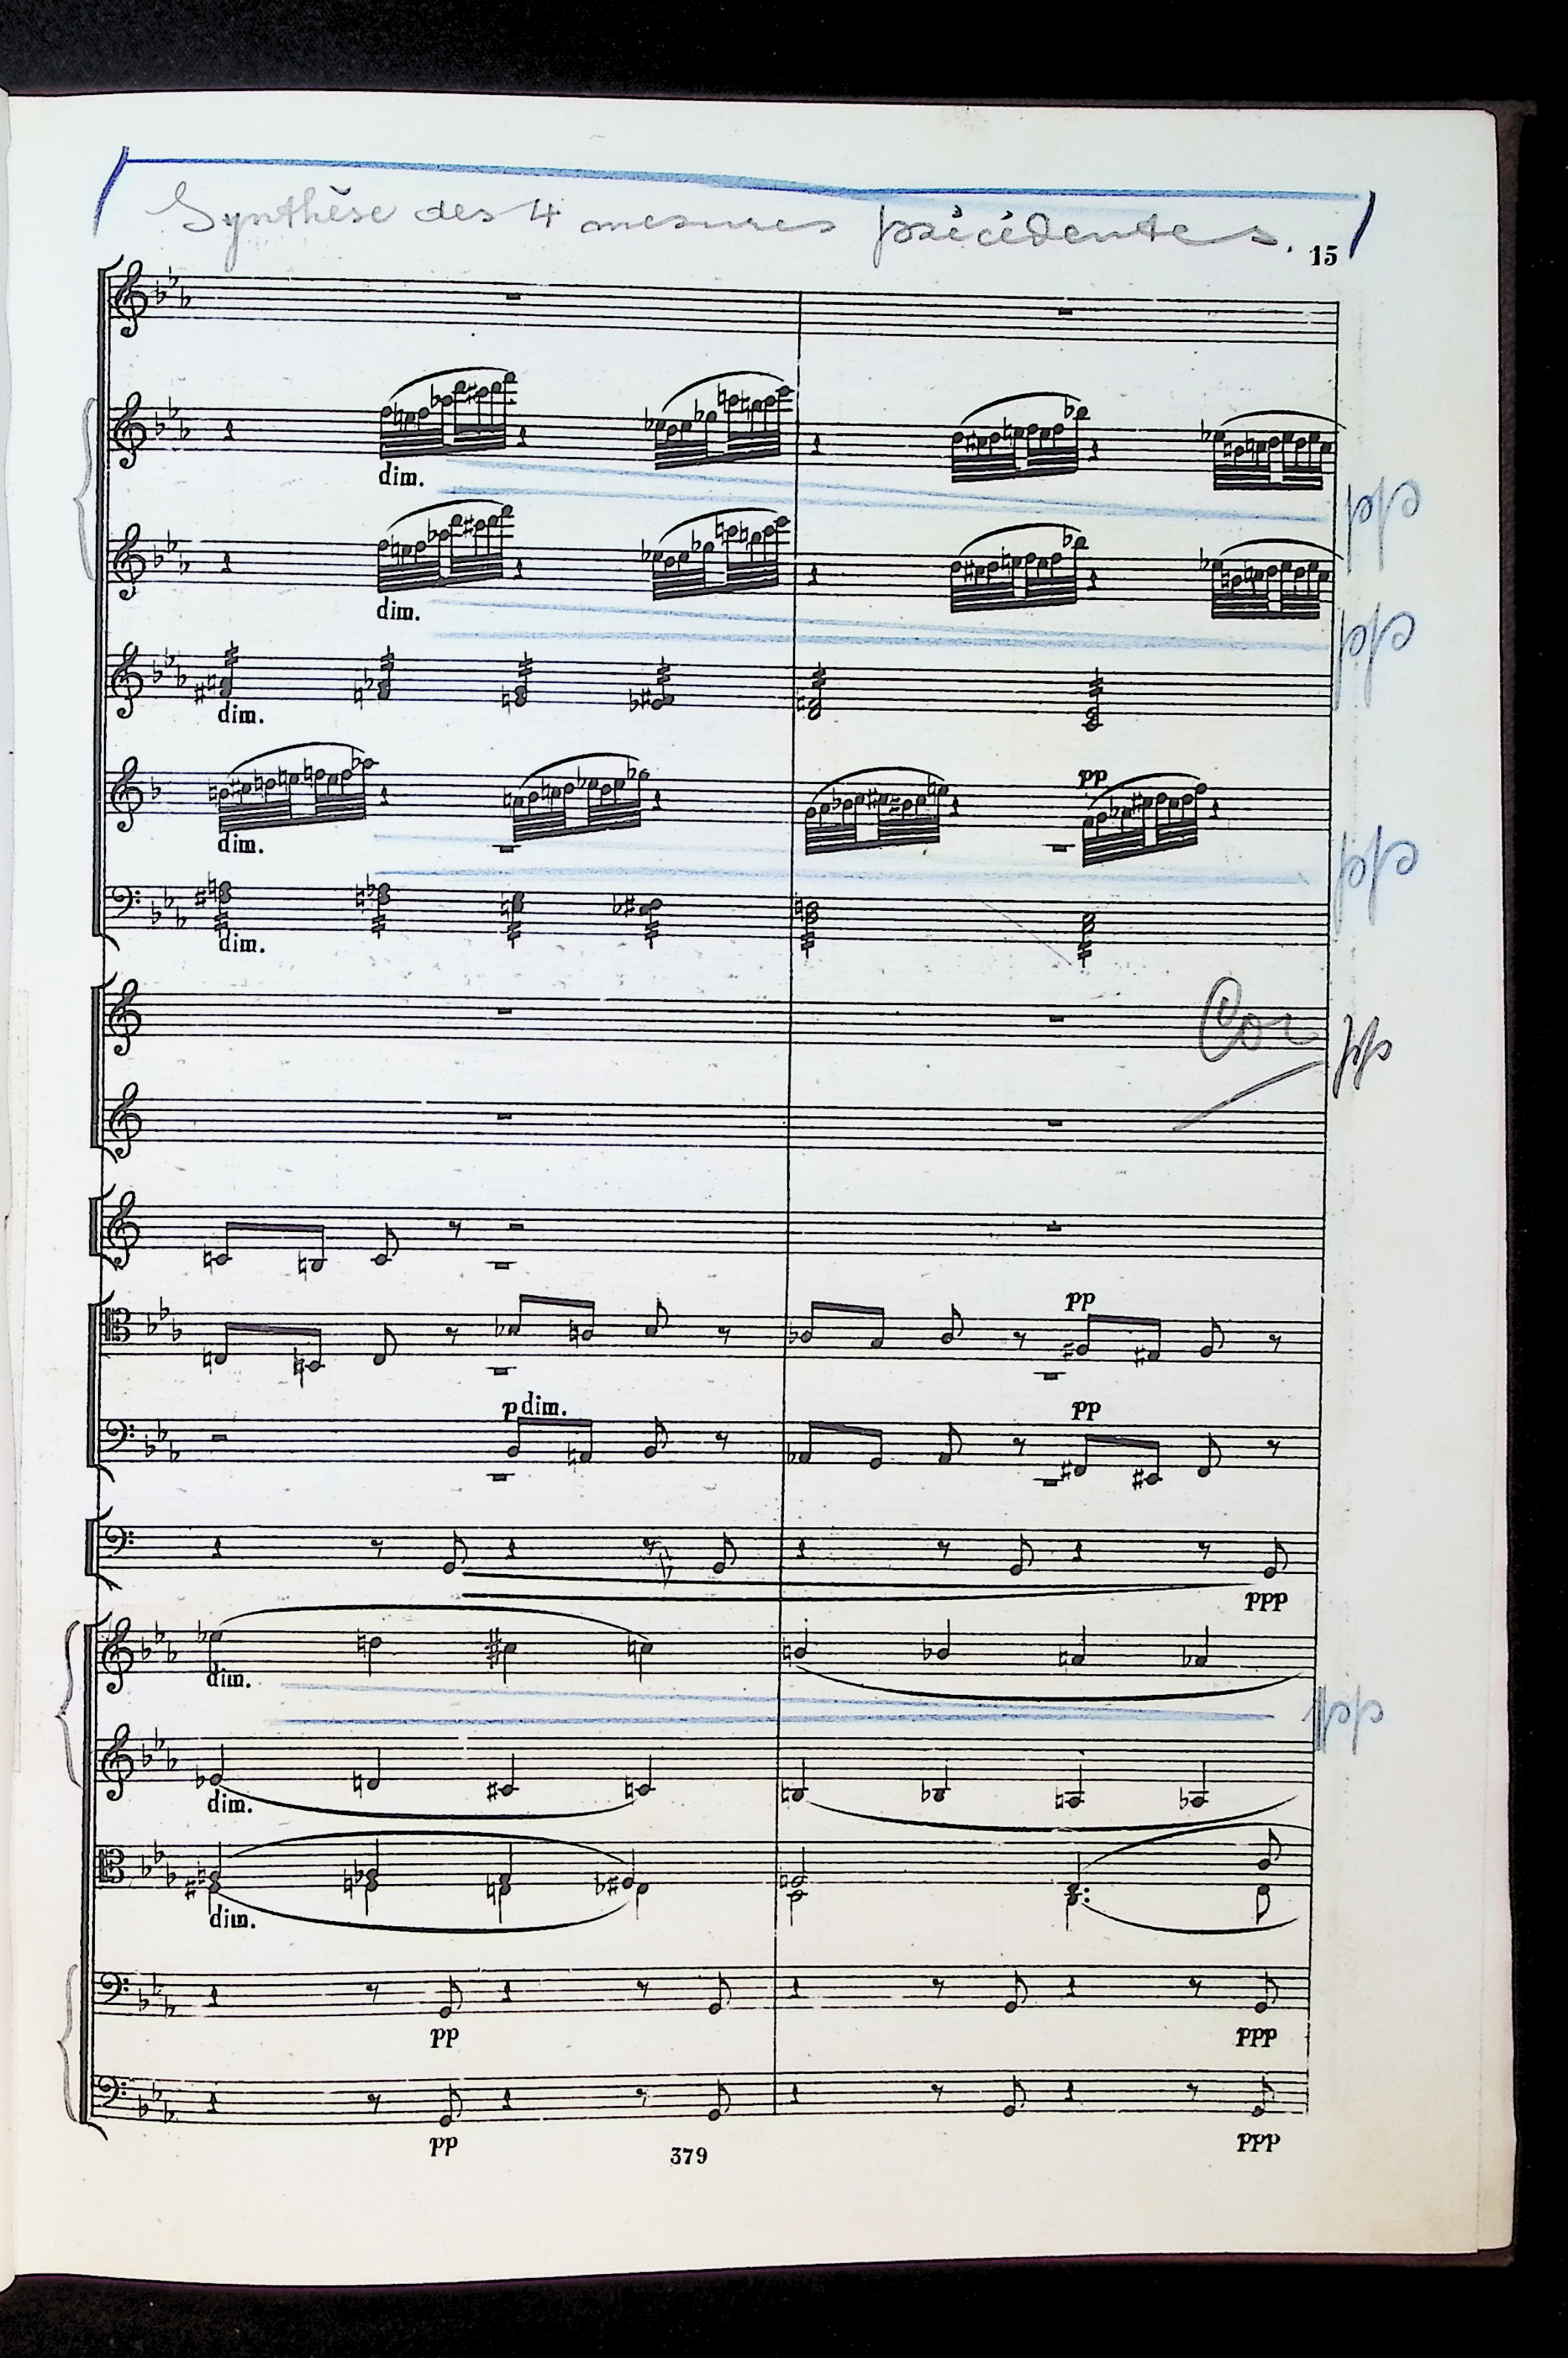 Synthèse des 4 mesures précédentes.
15
dim.
pp
dim.
pp
dim.
pp
dim.
pp
dim.
Cor pp
pp
p dim.
pp
ppp
dim.
pp
dim.
dim.
pp
ppp
pp
ppp
379